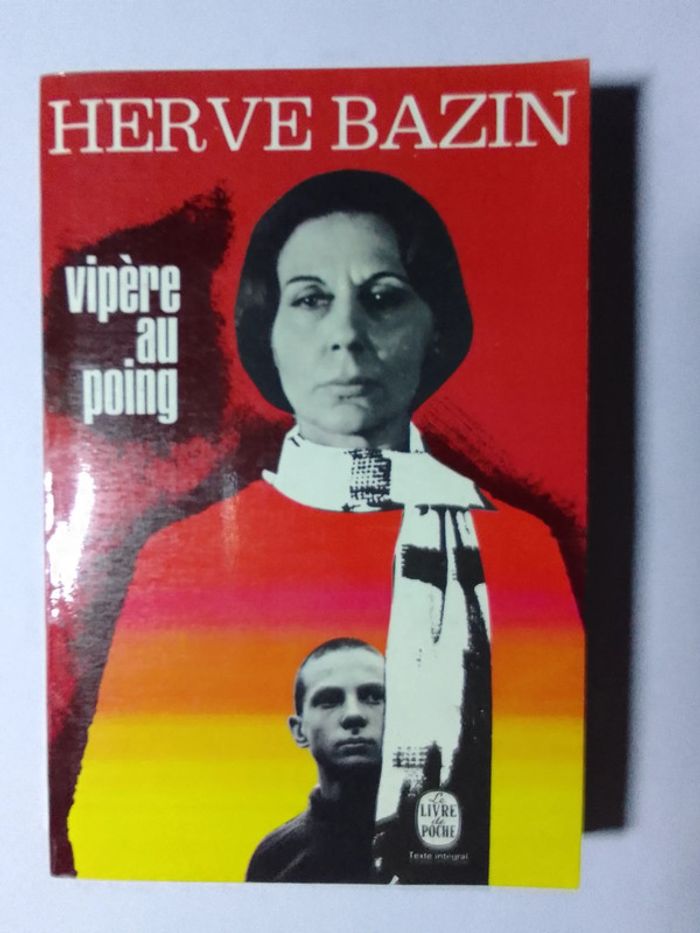 HERVE BAZIN
vipère
au
poing
Le
LIVRE
de
POCHE
Texte intégral